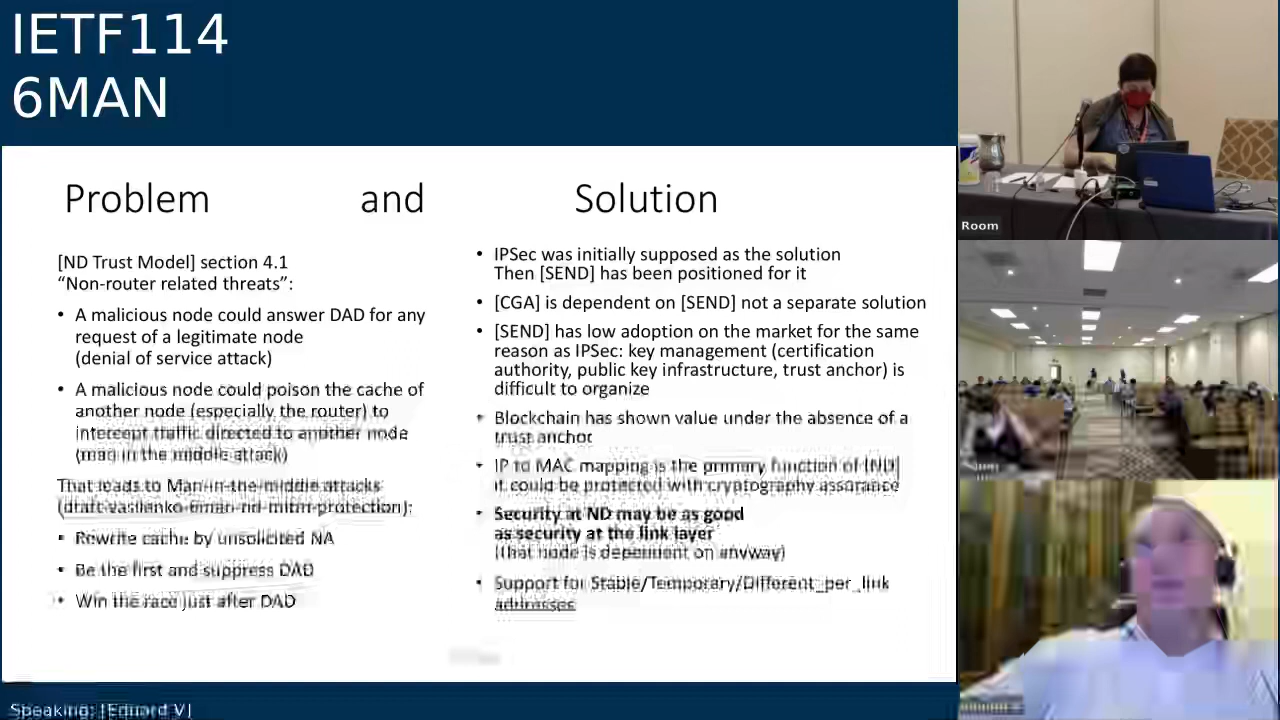 IETF114
6MAN
Problem and Solution
[ND Trust Model] section 4.1
“Non-router related threats”:
• A malicious node could answer DAD for any
request of a legitimate node
(denial of service attack)
• A malicious node could poison the cache of
another node (especially the router) to
intercept traffic directed to another node
(man in the middle attack)
That leads to Man-in-the-middle attacks
(draft-vasilenko-6man-nd-mitm-protection):
• Rewrite cache by unsolicited NA
• Be the first and suppress DAD
• Win the race just after DAD
• IPSec was initially supposed as the solution
Then [SEND] has been positioned for it
• [CGA] is dependent on [SEND] not a separate solution
• [SEND] has low adoption on the market for the same
reason as IPSec: key management (certification
authority, public key infrastructure, trust anchor) is
difficult to organize
• Blockchain has shown value under the absence of a
trust anchor
• IP to MAC mapping is the primary function of [ND]
it could be protected with cryptography assurance
• Security at ND may be as good
as security at the link layer
(that node is dependent on anyway)
• Support for Stable/Temporary/Different_per_link
addresses
Room
Speaking: [Eduard V]